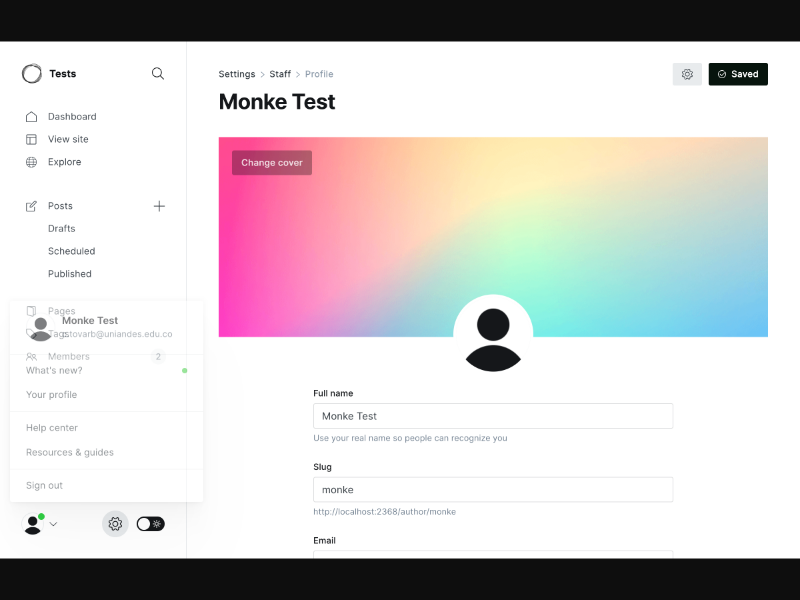 Tests
Dashboard
View site
Explore
Posts
Drafts
Scheduled
Published
Pages
Monke Test
Tags
tovarb@uniandes.edu.co
Members 2
What's new?
Your profile
Help center
Resources & guides
Sign out
Settings > Staff > Profile
Saved
Monke Test
Change cover
Full name
Monke Test
Use your real name so people can recognize you
Slug
monke
http://localhost:2368/author/monke
Email